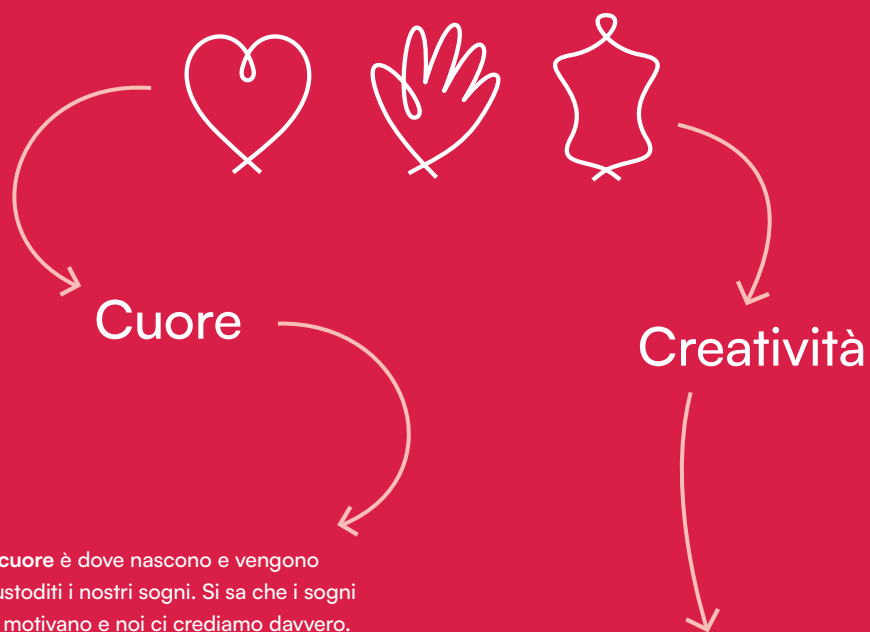 Cuore
Creatività
cuore è dove nascono e vengono
ustoditi i nostri sogni. Si sa che i sogni
motivano e noi ci crediamo davvero.